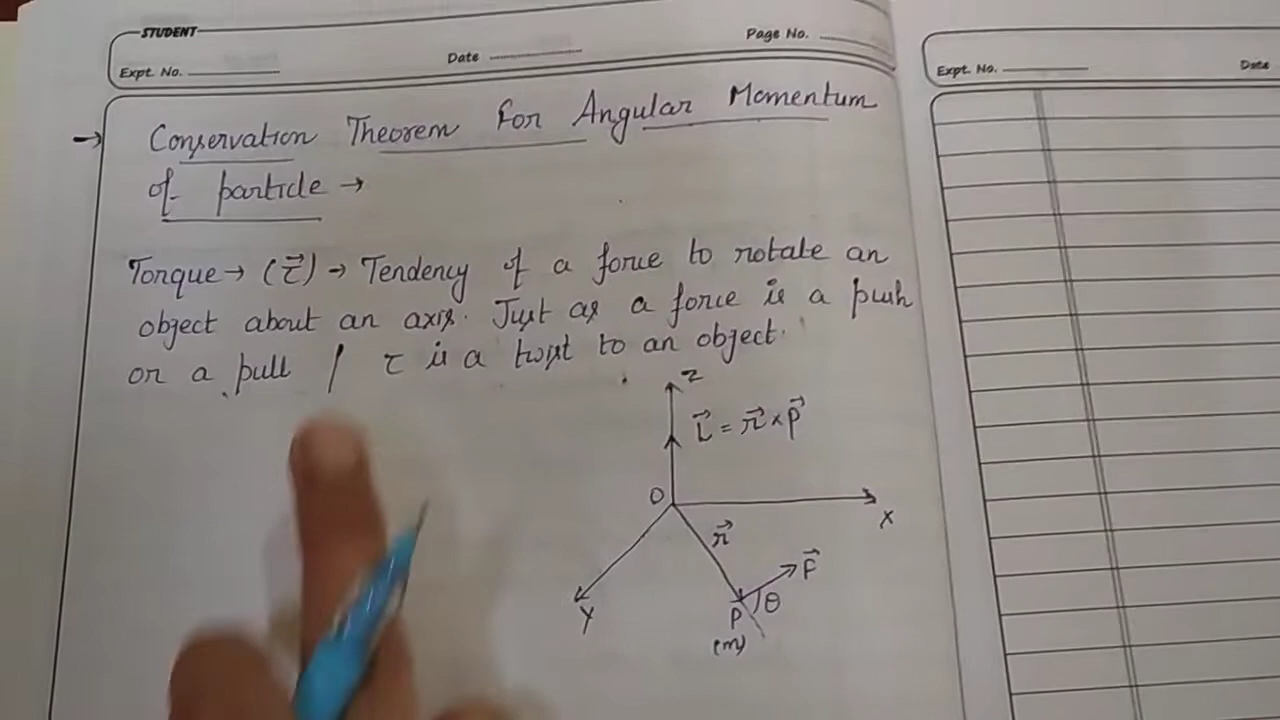 STUDENT
Expt. No.
Date
Page No.
Conservation Theorem For Angular Momentum
of particle →
Torque → (τ⃗) → Tendency of a force to rotate an
object about an axis. Just as a force is a push
or a pull / τ is a twist to an object.
Z
L⃗ = r⃗ × P⃗
O
X
r⃗
F⃗
Y
P
θ
(m)
Expt. No.
Date